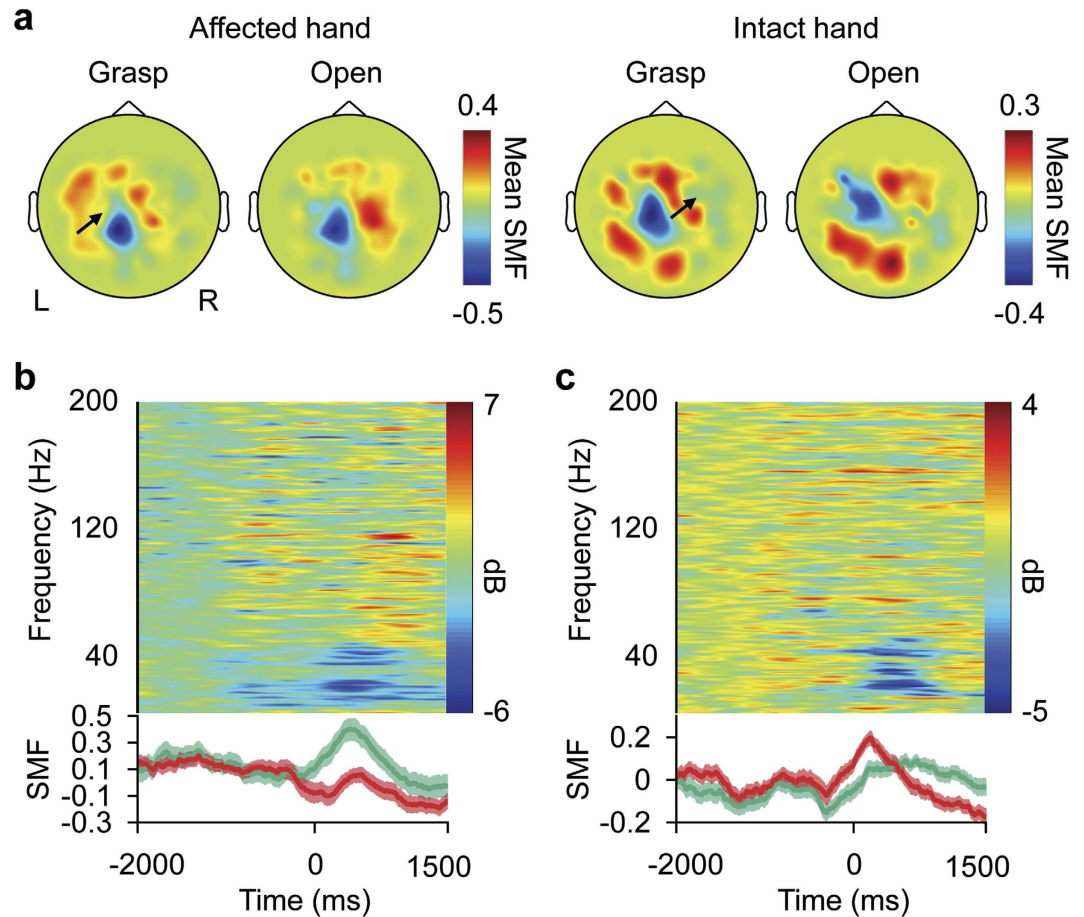 a
Affected hand
Intact hand
Grasp
Open
Grasp
Open
0.4
Mean SMF
-0.5
0.3
Mean SMF
-0.4
L
R
b
200
120
40
Frequency (Hz)
7
dB
-6
0.5
0.3
0.1
-0.1
-0.3
SMF
-2000
0
1500
Time (ms)
c
200
120
40
Frequency (Hz)
4
dB
-5
0.2
0
-0.2
SMF
-2000
0
1500
Time (ms)